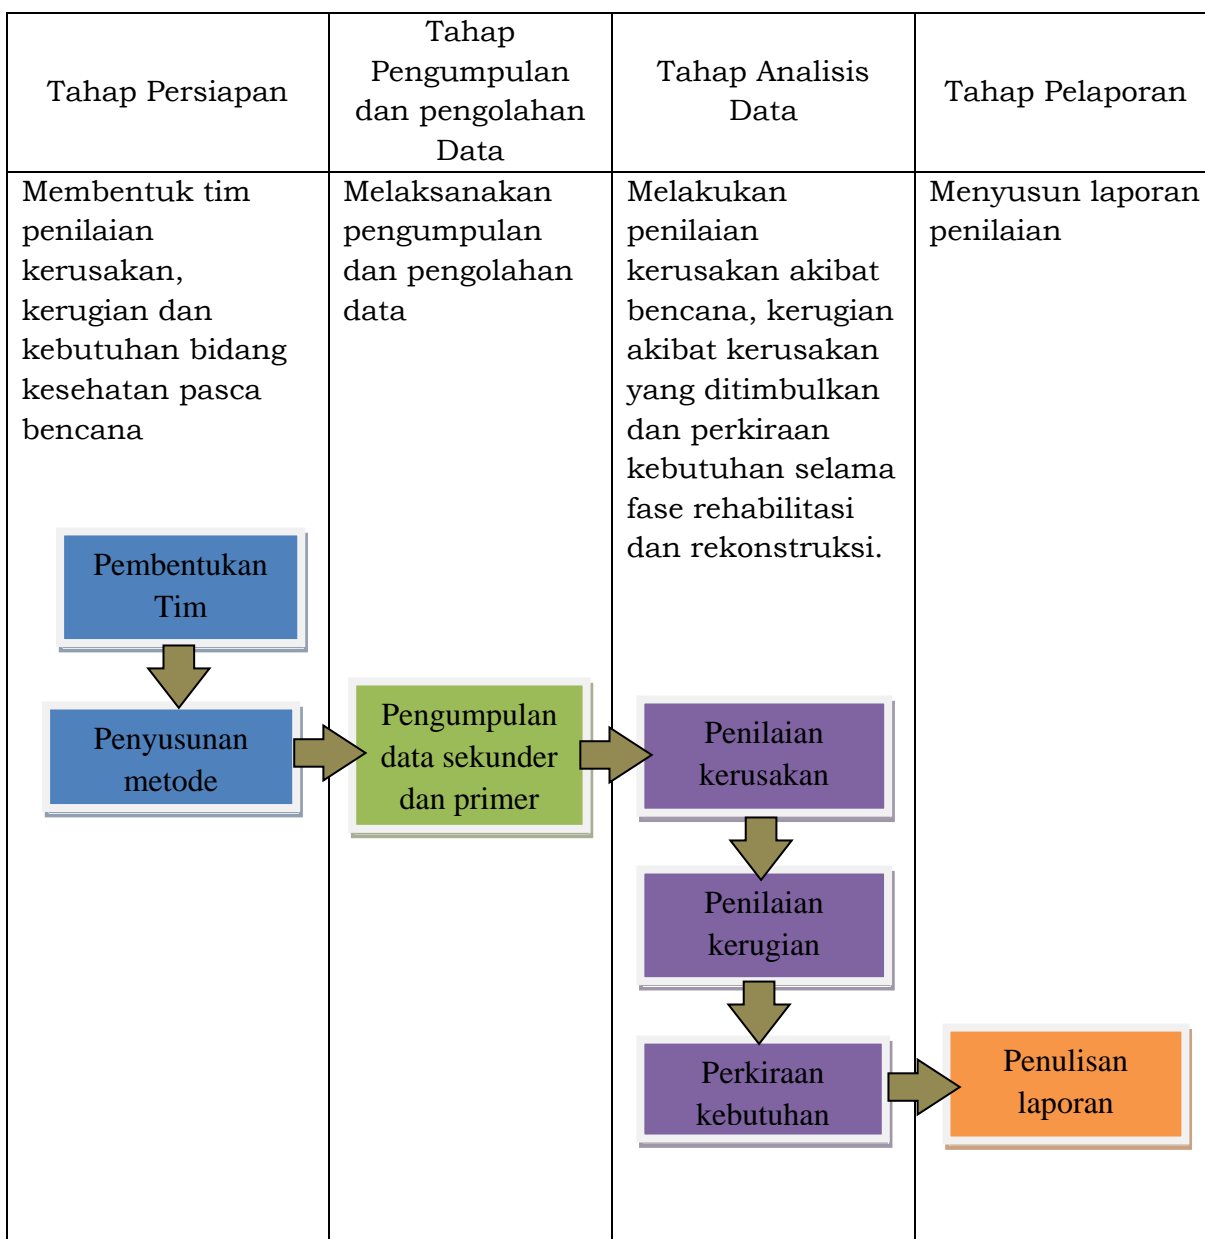 Tahap Persiapan
Tahap
Pengumpulan
dan pengolahan
Data
Tahap Analisis
Data
Tahap Pelaporan
Membentuk tim
penilaian
kerusakan,
kerugian dan
kebutuhan bidang
kesehatan pasca
bencana
Melaksanakan
pengumpulan
dan pengolahan
data
Melakukan
penilaian
kerusakan akibat
bencana, kerugian
akibat kerusakan
yang ditimbulkan
dan perkiraan
kebutuhan selama
fase rehabilitasi
dan rekonstruksi.
Menyusun laporan
penilaian
Pembentukan
Tim
Penyusunan
metode
Pengumpulan
data sekunder
dan primer
Penilaian
kerusakan
Penilaian
kerugian
Perkiraan
kebutuhan
Penulisan
laporan